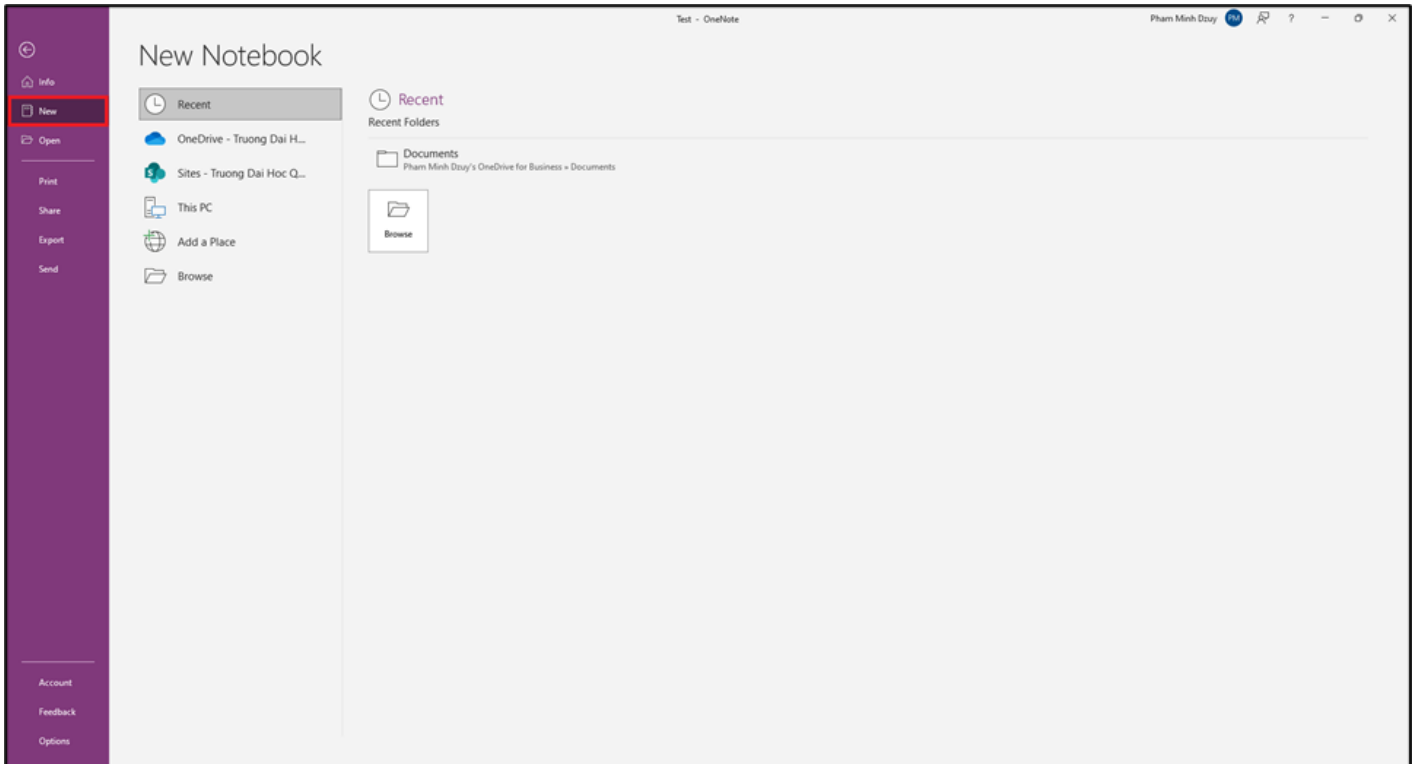 Test - OneNote
Pham Minh Dzuy PM ?
New Notebook
Info
New
Open
Print
Share
Export
Send
Account
Feedback
Options
Recent
OneDrive - Truong Dai H...
Sites - Truong Dai Hoc Q...
This PC
Add a Place
Browse
Recent
Recent Folders
Documents
Pham Minh Dzuy's OneDrive for Business » Documents
Browse